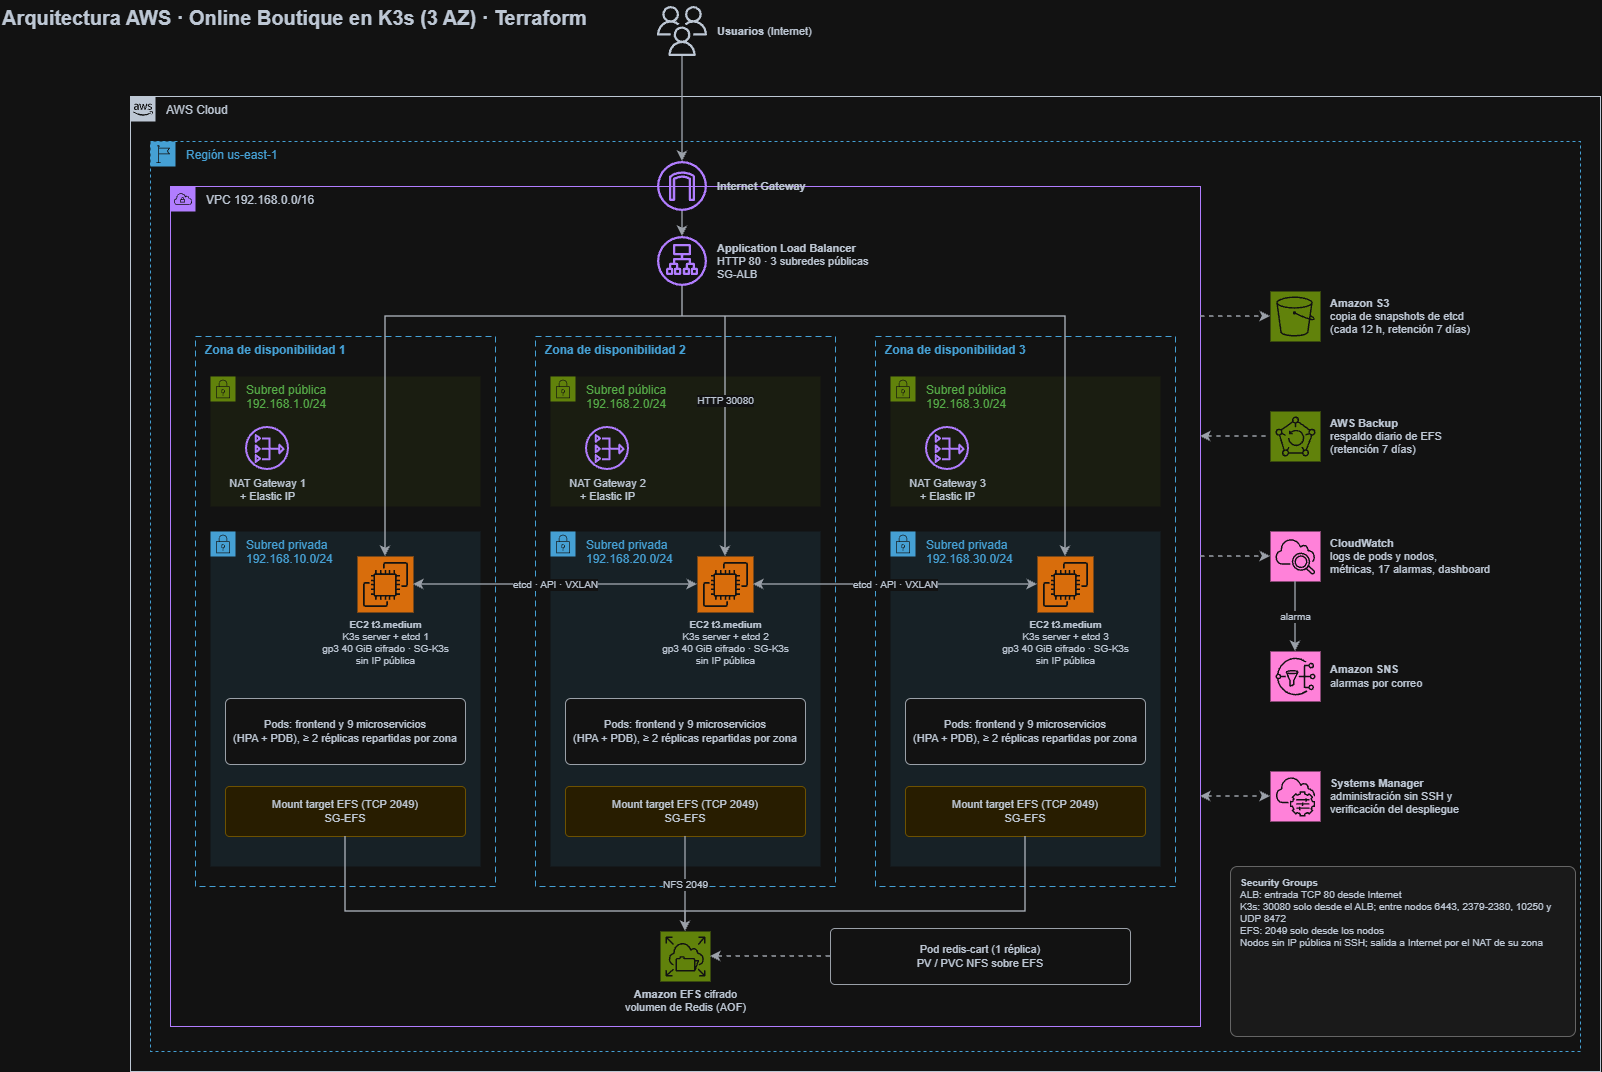 Arquitectura AWS · Online Boutique en K3s (3 AZ) · Terraform
Usuarios (Internet)
aws
AWS Cloud
Región us-east-1
VPC 192.168.0.0/16
Internet Gateway
Application Load Balancer
HTTP 80 · 3 subredes públicas
SG-ALB
Zona de disponibilidad 1
Subred pública
192.168.1.0/24
NAT Gateway 1
+ Elastic IP
Subred privada
192.168.10.0/24
EC2 t3.medium
K3s server + etcd 1
gp3 40 GiB cifrado · SG-K3s
sin IP pública
Pods: frontend y 9 microservicios
(HPA + PDB), ≥ 2 réplicas repartidas por zona
Mount target EFS (TCP 2049)
SG-EFS
etcd · API · VXLAN
Zona de disponibilidad 2
Subred pública
192.168.2.0/24
HTTP 30080
NAT Gateway 2
+ Elastic IP
Subred privada
192.168.20.0/24
EC2 t3.medium
K3s server + etcd 2
gp3 40 GiB cifrado · SG-K3s
sin IP pública
Pods: frontend y 9 microservicios
(HPA + PDB), ≥ 2 réplicas repartidas por zona
Mount target EFS (TCP 2049)
SG-EFS
NFS 2049
etcd · API · VXLAN
Zona de disponibilidad 3
Subred pública
192.168.3.0/24
NAT Gateway 3
+ Elastic IP
Subred privada
192.168.30.0/24
EC2 t3.medium
K3s server + etcd 3
gp3 40 GiB cifrado · SG-K3s
sin IP pública
Pods: frontend y 9 microservicios
(HPA + PDB), ≥ 2 réplicas repartidas por zona
Mount target EFS (TCP 2049)
SG-EFS
Amazon EFS cifrado
volumen de Redis (AOF)
Pod redis-cart (1 réplica)
PV / PVC NFS sobre EFS
Amazon S3
copia de snapshots de etcd
(cada 12 h, retención 7 días)
AWS Backup
respaldo diario de EFS
(retención 7 días)
CloudWatch
logs de pods y nodos,
métricas, 17 alarmas, dashboard
alarma
Amazon SNS
alarmas por correo
Systems Manager
administración sin SSH y
verificación del despliegue
Security Groups
ALB: entrada TCP 80 desde Internet
K3s: 30080 solo desde el ALB; entre nodos 6443, 2379-2380, 10250 y
UDP 8472
EFS: 2049 solo desde los nodos
Nodos sin IP pública ni SSH; salida a Internet por el NAT de su zona